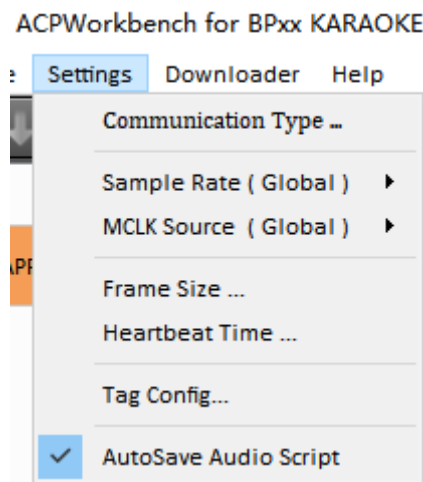 ACPWorkbench for BPxx KARAOKE
Settings Downloader Help
Communication Type ...
Sample Rate ( Global )
MCLK Source ( Global )
Frame Size ...
Heartbeat Time ...
Tag Config...
AutoSave Audio Script